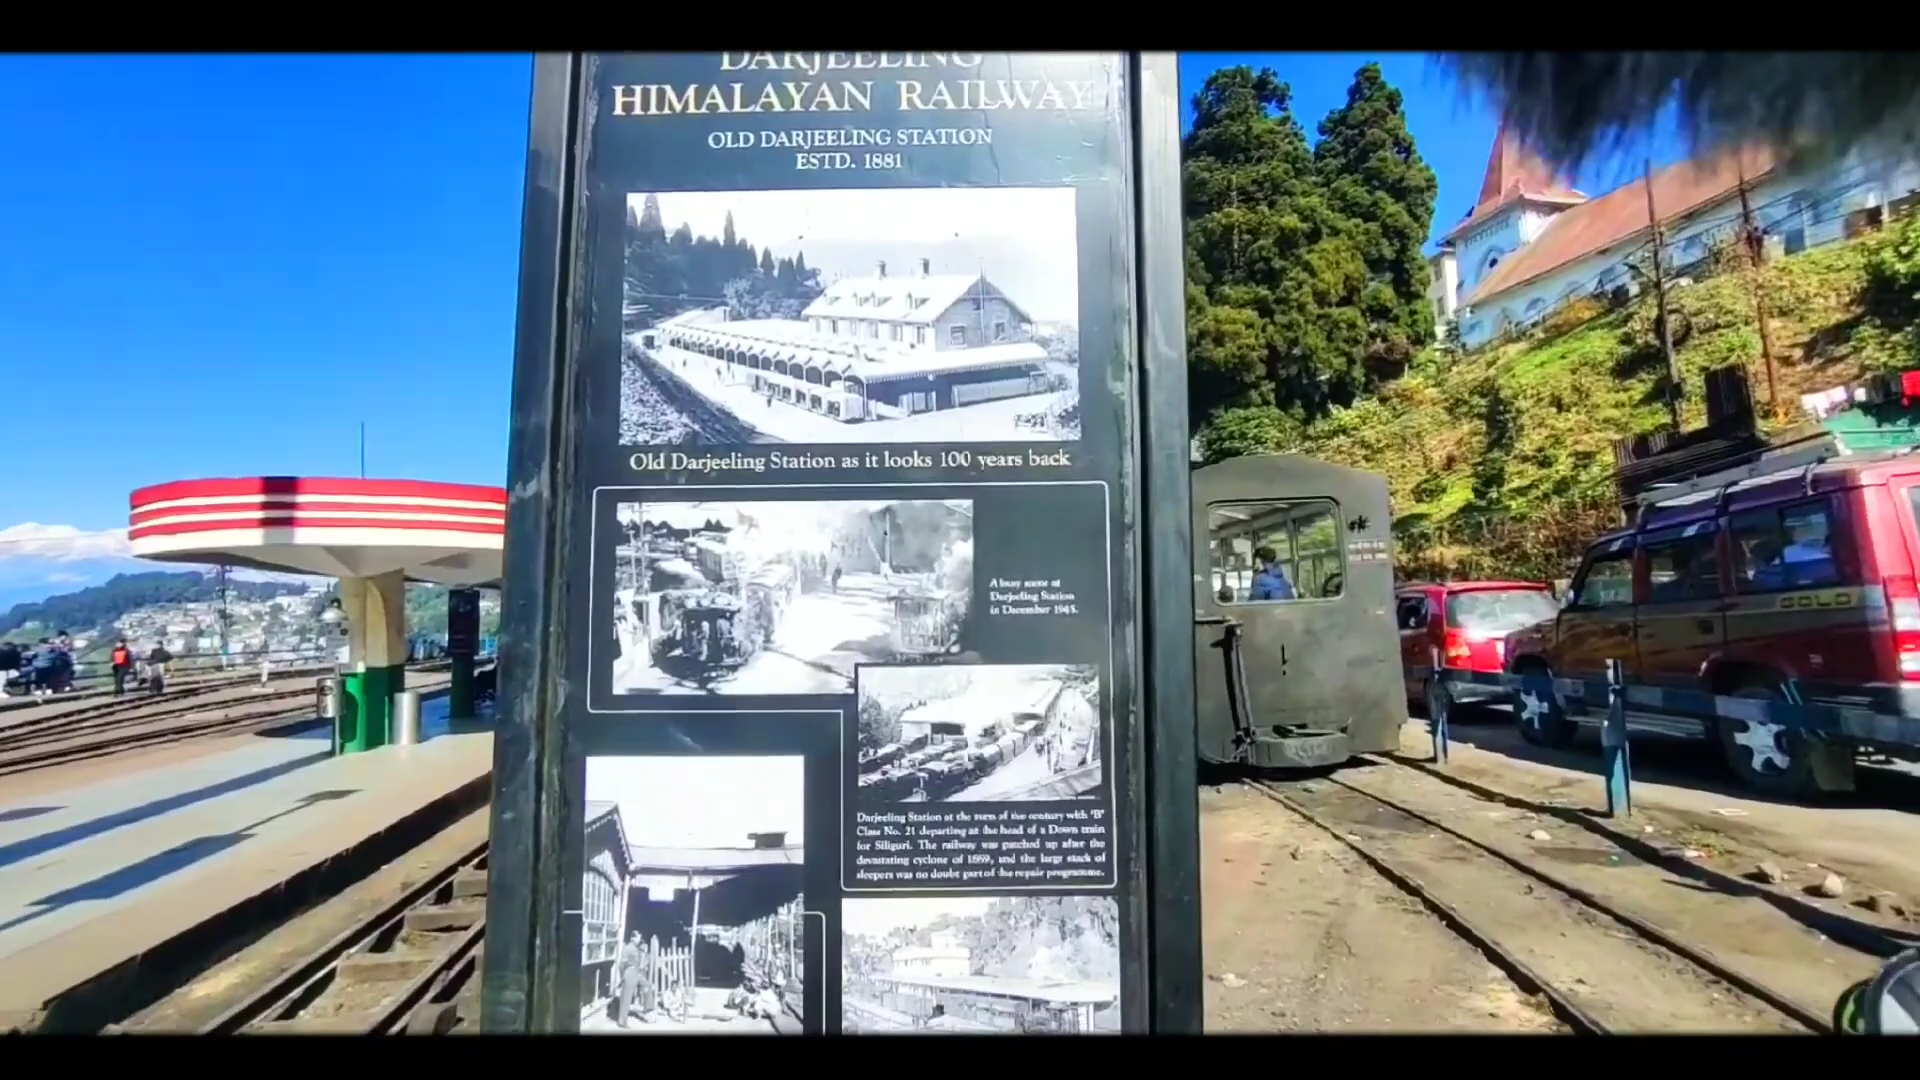 DARJEELING
HIMALAYAN RAILWAY
OLD DARJEELING STATION
ESTD. 1881
Old Darjeeling Station as it looks 100 years back
A busy scene at
Darjeeling Station
in December 1945.
Darjeeling Station at the turn of the century with 'B'
Class No. 21 departing at the head of a Down train
for Siliguri. The railway was patched up after the
devastating cyclone of 1899, and the large stack of
sleepers was no doubt part of the repair programme.
GOLD